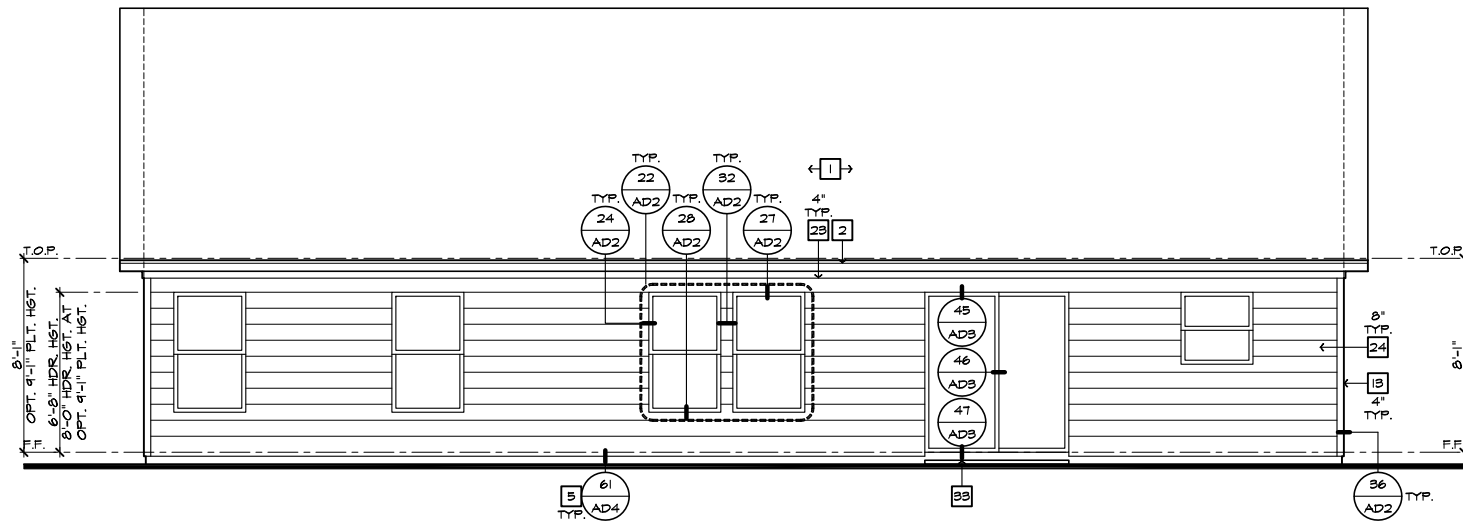 TYP.
22
AD2
TYP.
32
AD2
1
TYP.
24
AD2
TYP.
28
AD2
TYP.
27
AD2
4"
TYP.
23
2
T.O.P.
T.O.P.
8'-1"
OPT. 9'-1" PLT. HGT.
6'-8" HDR. HGT.
8'-0" HDR. HGT. AT
OPT. 9'-1" PLT. HGT.
45
AD3
46
AD3
47
AD3
8"
TYP.
24
13
4"
TYP.
8'-1"
F.F.
F.F.
5
TYP.
61
AD4
33
36
AD2
TYP.